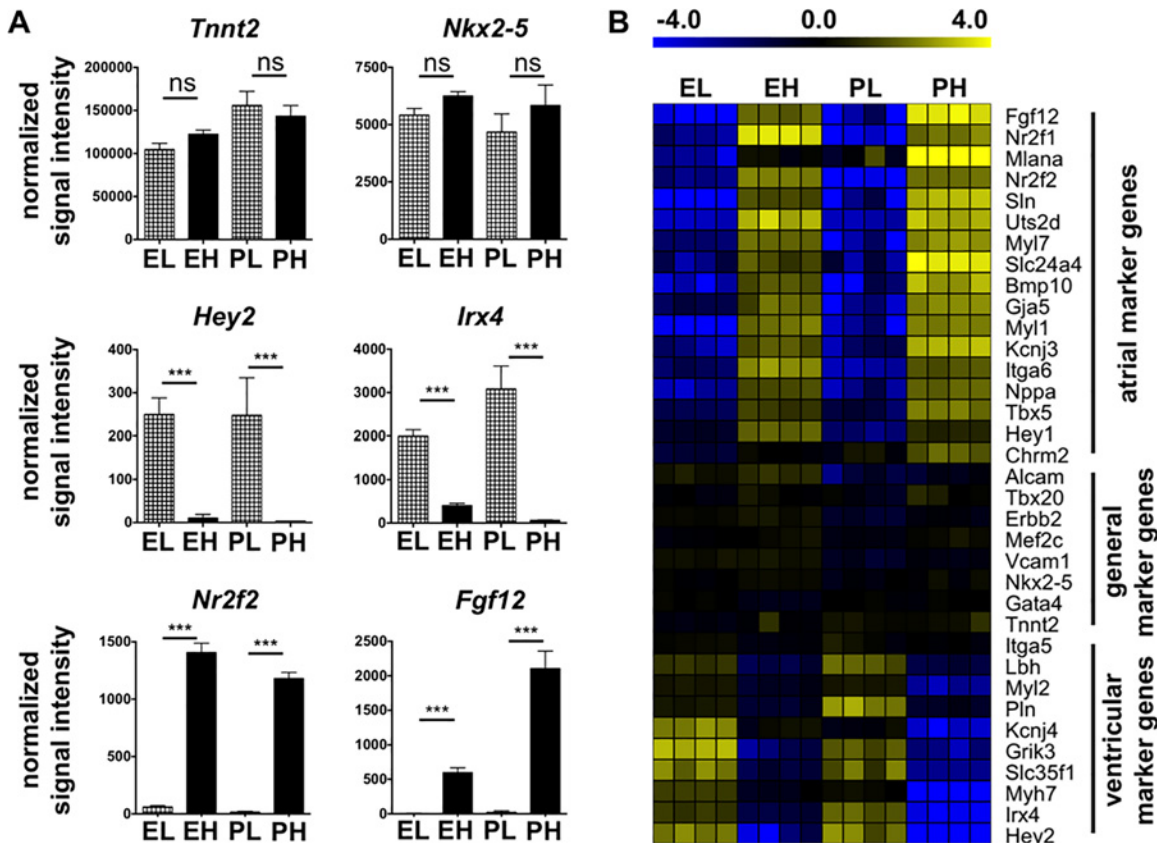 A
Tnnt2
normalized
signal intensity
200000
150000
100000
50000
0
ns
ns
EL EH PL PH
Nkx2-5
7500
5000
2500
0
ns
ns
EL EH PL PH
Hey2
normalized
signal intensity
400
300
200
100
0
***
***
EL EH PL PH
Irx4
4000
3000
2000
1000
0
***
***
EL EH PL PH
Nr2f2
normalized
signal intensity
1500
1000
500
0
***
***
EL EH PL PH
Fgf12
2500
2000
1500
1000
500
0
***
***
EL EH PL PH
B
-4.0 0.0 4.0
EL EH PL PH
Fgf12
Nr2f1
Mlana
Nr2f2
Sln
Uts2d
Myl7
Slc24a4
Bmp10
Gja5
Myl1
Kcnj3
Itga6
Nppa
Tbx5
Hey1
Chrm2
Alcam
Tbx20
Erbb2
Mef2c
Vcam1
Nkx2-5
Gata4
Tnnt2
Itga5
Lbh
Myl2
Pln
Kcnj4
Grik3
Slc35f1
Myh7
Irx4
Hey2
atrial marker genes
general
marker genes
ventricular
marker genes